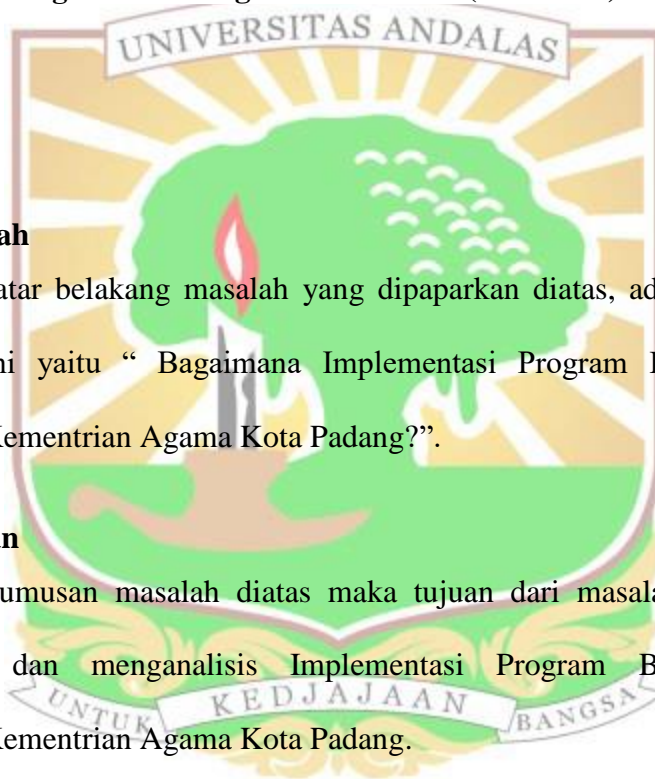 UNIVERSITAS ANDALAS
ah
atar belakang masalah yang dipaparkan diatas, ad
ni yaitu “ Bagaimana Implementasi Program
Kementrian Agama Kota Padang?”.
an
umusan masalah diatas maka tujuan dari masala
dan menganalisis Implementasi Program B
Kementrian Agama Kota Padang.
UNTUK KEDJAJAAN BANGSA